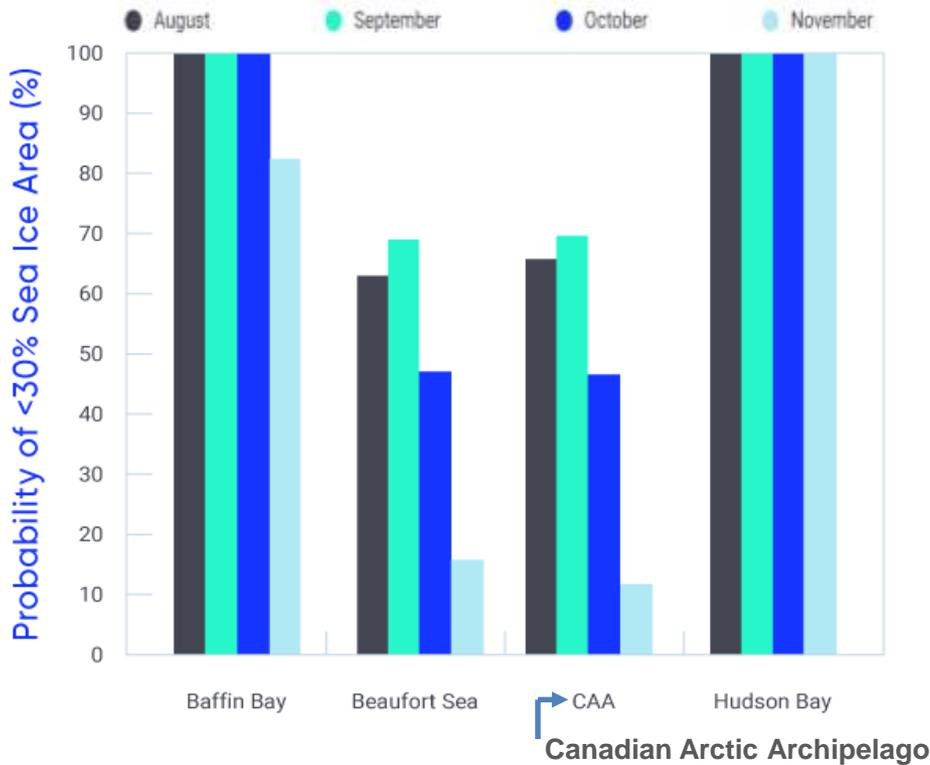 August September October November
Probability of <30% Sea Ice Area (%)
100
90
80
70
60
50
40
30
20
10
0
Baffin Bay Beaufort Sea CAA Hudson Bay
Canadian Arctic Archipelago